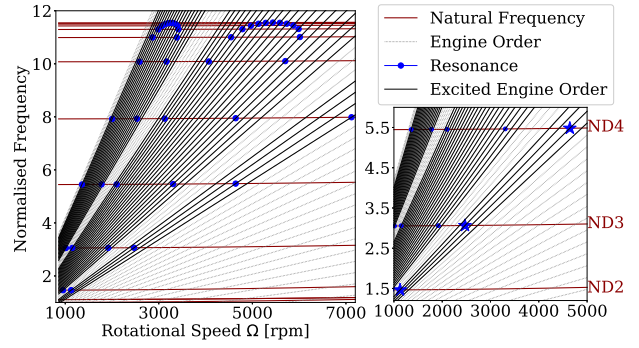 12
10
8
6
4
2
Normalised Frequency
1000
3000
5000
7000
Rotational Speed Ω [rpm]
Natural Frequency
Engine Order
Resonance
Excited Engine Order
5.5
4.5
3.5
2.5
1.5
ND4
ND3
ND2
1000
2000
3000
4000
5000